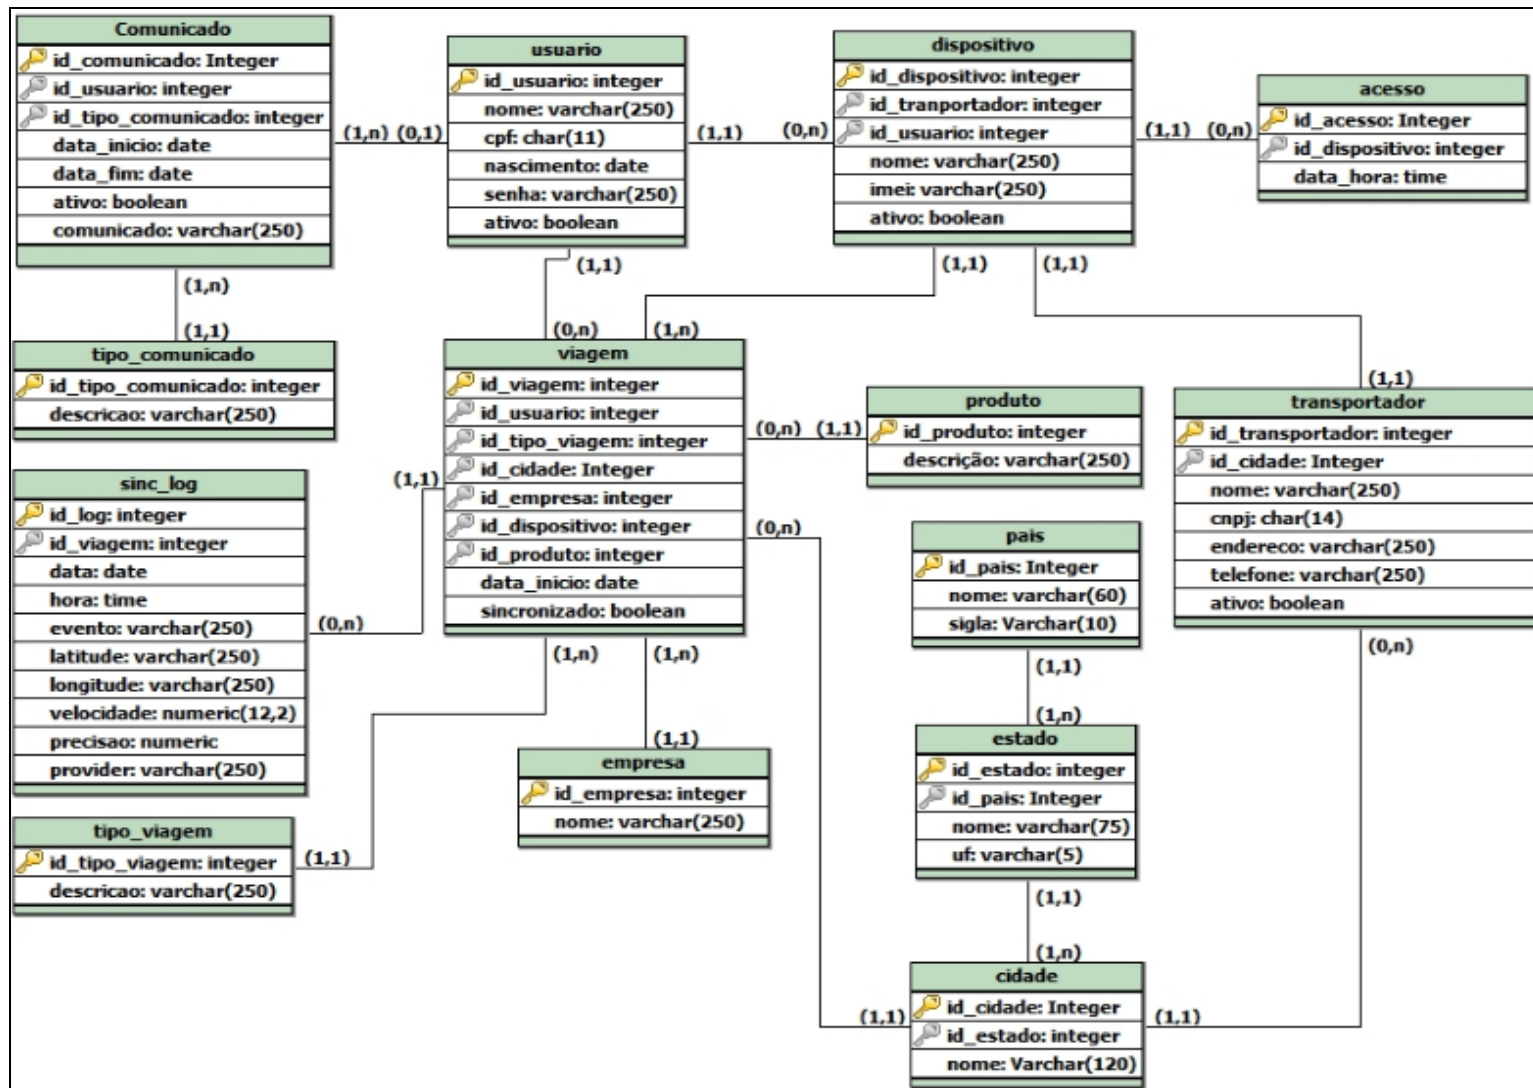 Comunicado
id_comunicado: Integer
id_usuario: integer
id_tipo_comunicado: integer
data_inicio: date
data_fim: date
ativo: boolean
comunicado: varchar(250)
(1,n)
(0,1)
usuario
id_usuario: integer
nome: varchar(250)
cpf: char(11)
nascimento: date
senha: varchar(250)
ativo: boolean
(1,1)
(0,n)
dispositivo
id_dispositivo: integer
id_tranportador: integer
id_usuario: integer
nome: varchar(250)
imei: varchar(250)
ativo: boolean
(1,1)
(0,n)
acesso
id_acesso: Integer
id_dispositivo: integer
data_hora: time
(1,n)
(1,1)
(1,1)
(0,n)
(1,1)
(1,n)
(1,1)
(1,1)
tipo_comunicado
id_tipo_comunicado: integer
descricao: varchar(250)
viagem
id_viagem: integer
id_usuario: integer
id_tipo_viagem: integer
id_cidade: Integer
id_empresa: integer
id_dispositivo: integer
id_produto: integer
data_inicio: date
sincronizado: boolean
(0,n)
(1,1)
produto
id_produto: integer
descrição: varchar(250)
transportador
id_transportador: integer
id_cidade: Integer
nome: varchar(250)
cnpj: char(14)
endereco: varchar(250)
telefone: varchar(250)
ativo: boolean
(0,n)
sinc_log
id_log: integer
id_viagem: integer
data: date
hora: time
evento: varchar(250)
latitude: varchar(250)
longitude: varchar(250)
velocidade: numeric(12,2)
precisao: numeric
provider: varchar(250)
(1,1)
(0,n)
(0,n)
pais
id_pais: Integer
nome: varchar(60)
sigla: Varchar(10)
(1,1)
(1,n)
(1,n)
(1,n)
(1,1)
empresa
id_empresa: integer
nome: varchar(250)
estado
id_estado: integer
id_pais: Integer
nome: varchar(75)
uf: varchar(5)
(1,1)
(1,n)
tipo_viagem
id_tipo_viagem: integer
descricao: varchar(250)
(1,1)
cidade
id_cidade: Integer
id_estado: integer
nome: Varchar(120)
(1,1)
(1,1)